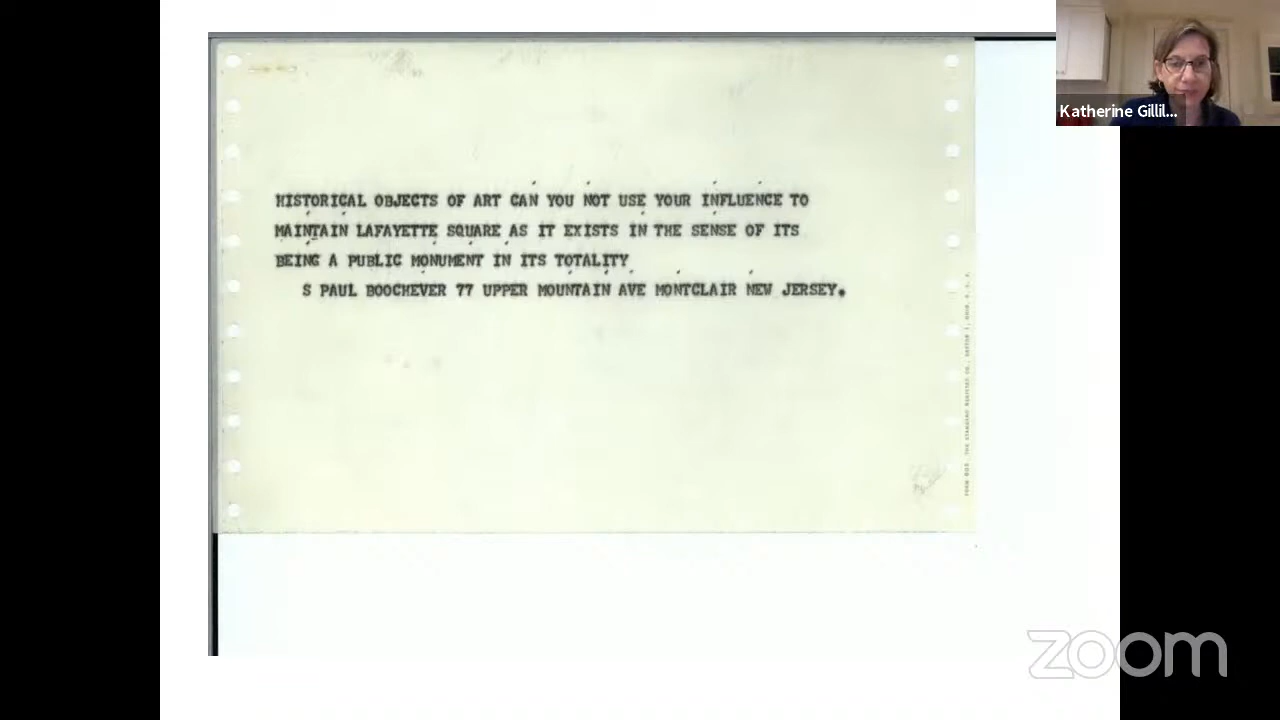 HISTORICAL OBJECTS OF ART CAN YOU NOT USE YOUR INFLUENCE TO
MAINTAIN LAFAYETTE SQUARE AS IT EXISTS IN THE SENSE OF ITS
BEING A PUBLIC MONUMENT IN ITS TOTALITY
S PAUL BOOCHEVER 77 UPPER MOUNTAIN AVE MONTCLAIR NEW JERSEY.
Katherine Gillil...
zoom